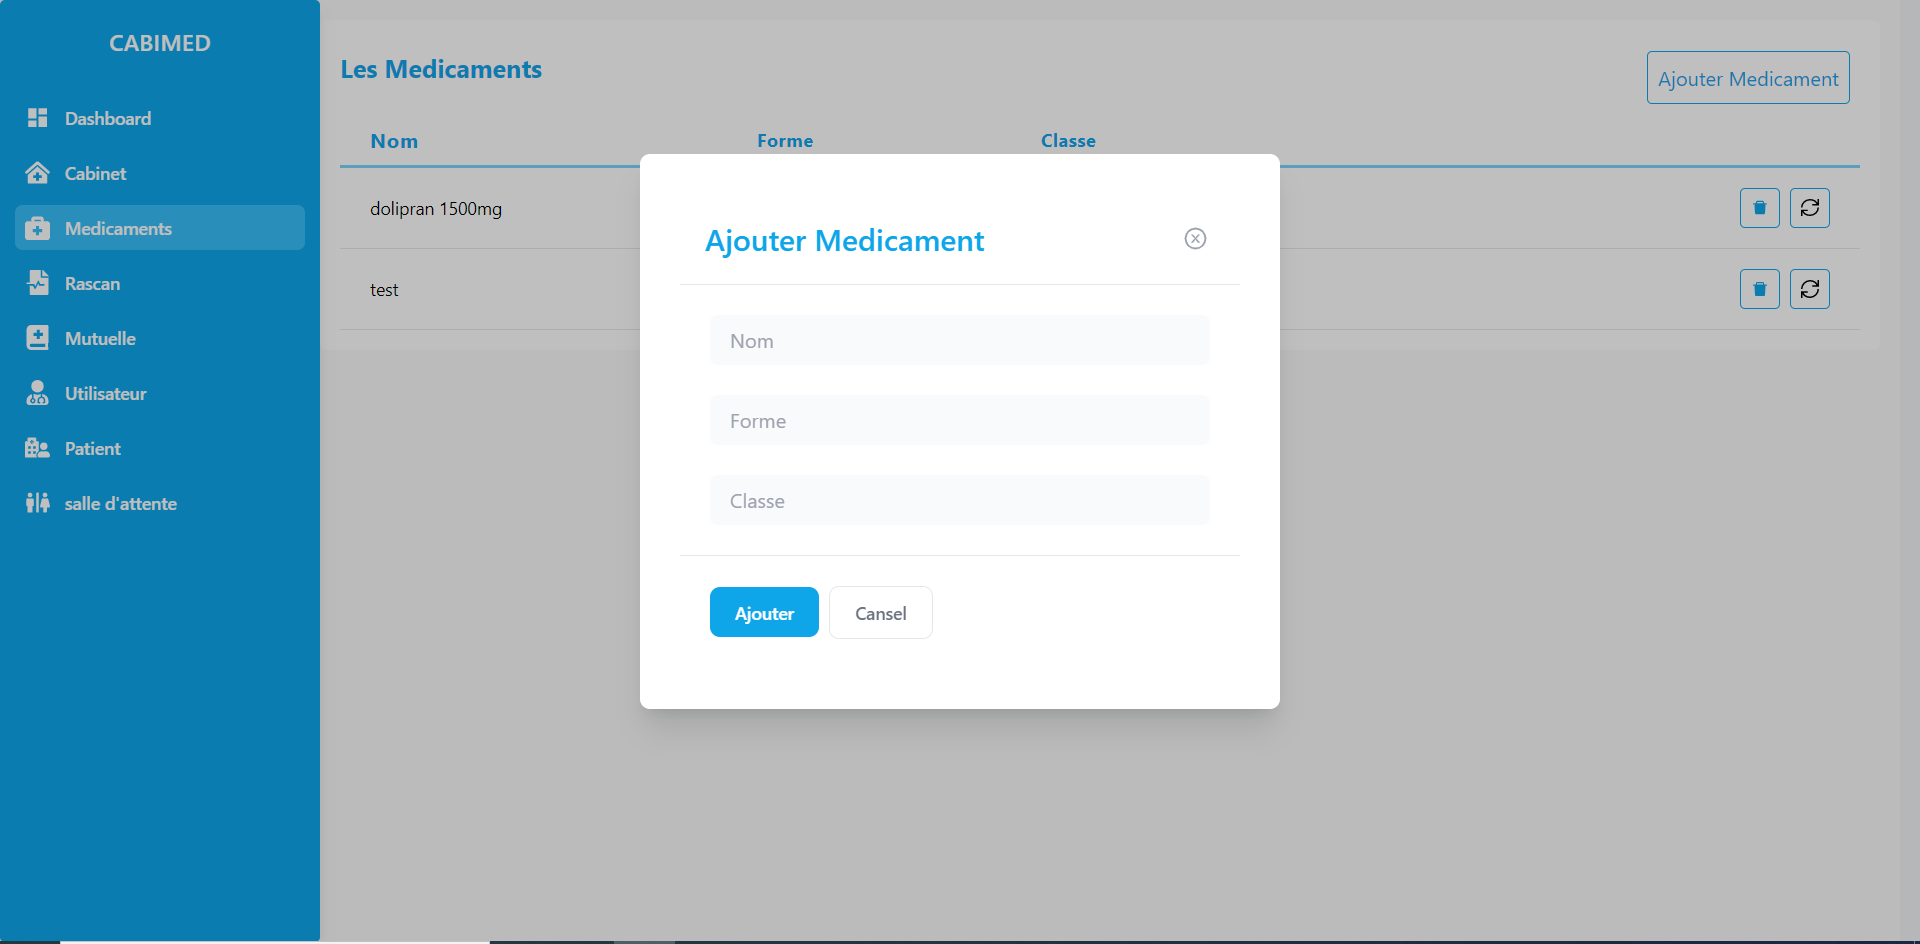 CABIMED
Dashboard
Cabinet
Medicaments
Rascan
Mutuelle
Utilisateur
Patient
salle d'attente
Les Medicaments
Ajouter Medicament
Nom Forme Classe
dolipran 1500mg
test
Ajouter Medicament
Nom
Forme
Classe
Ajouter Cansel